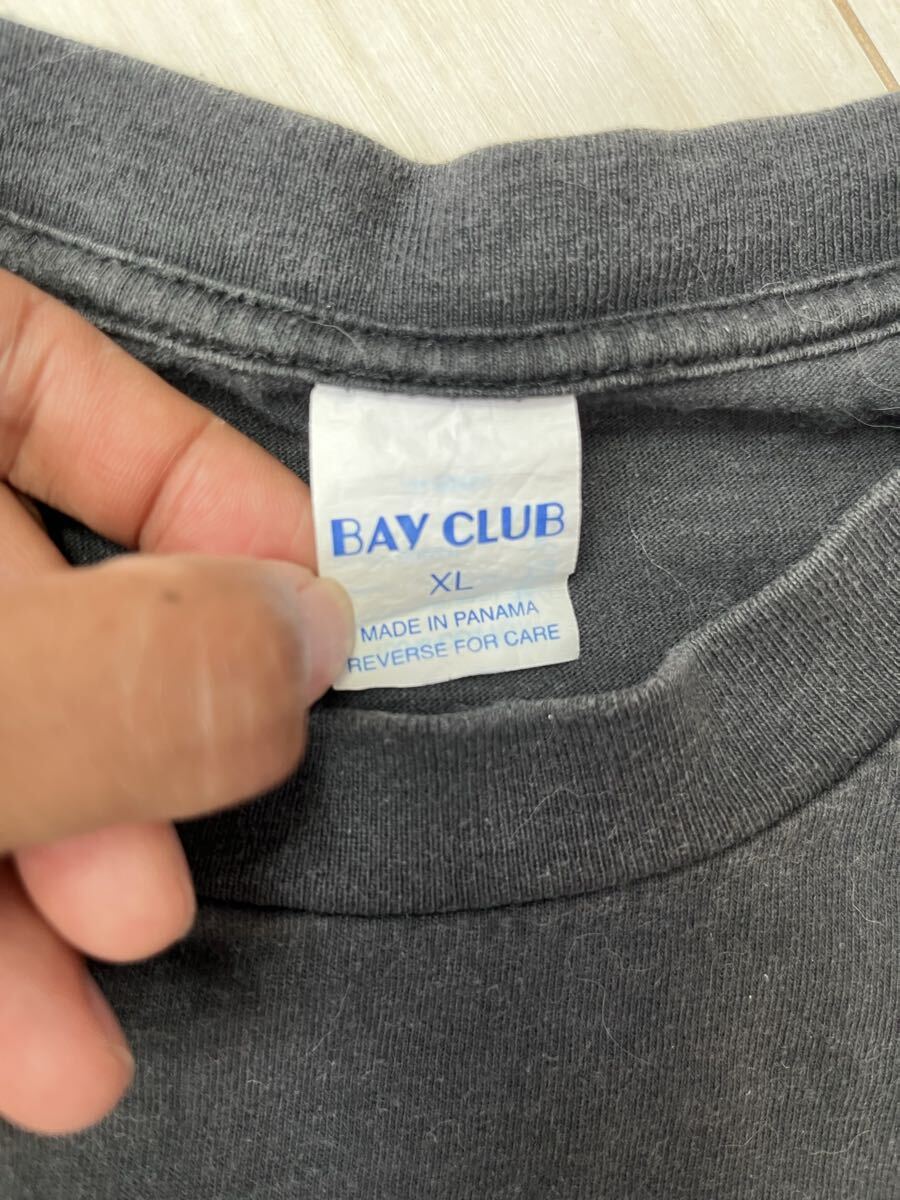 BAY CLUB
XL
MADE IN PANAMA
REVERSE FOR CARE